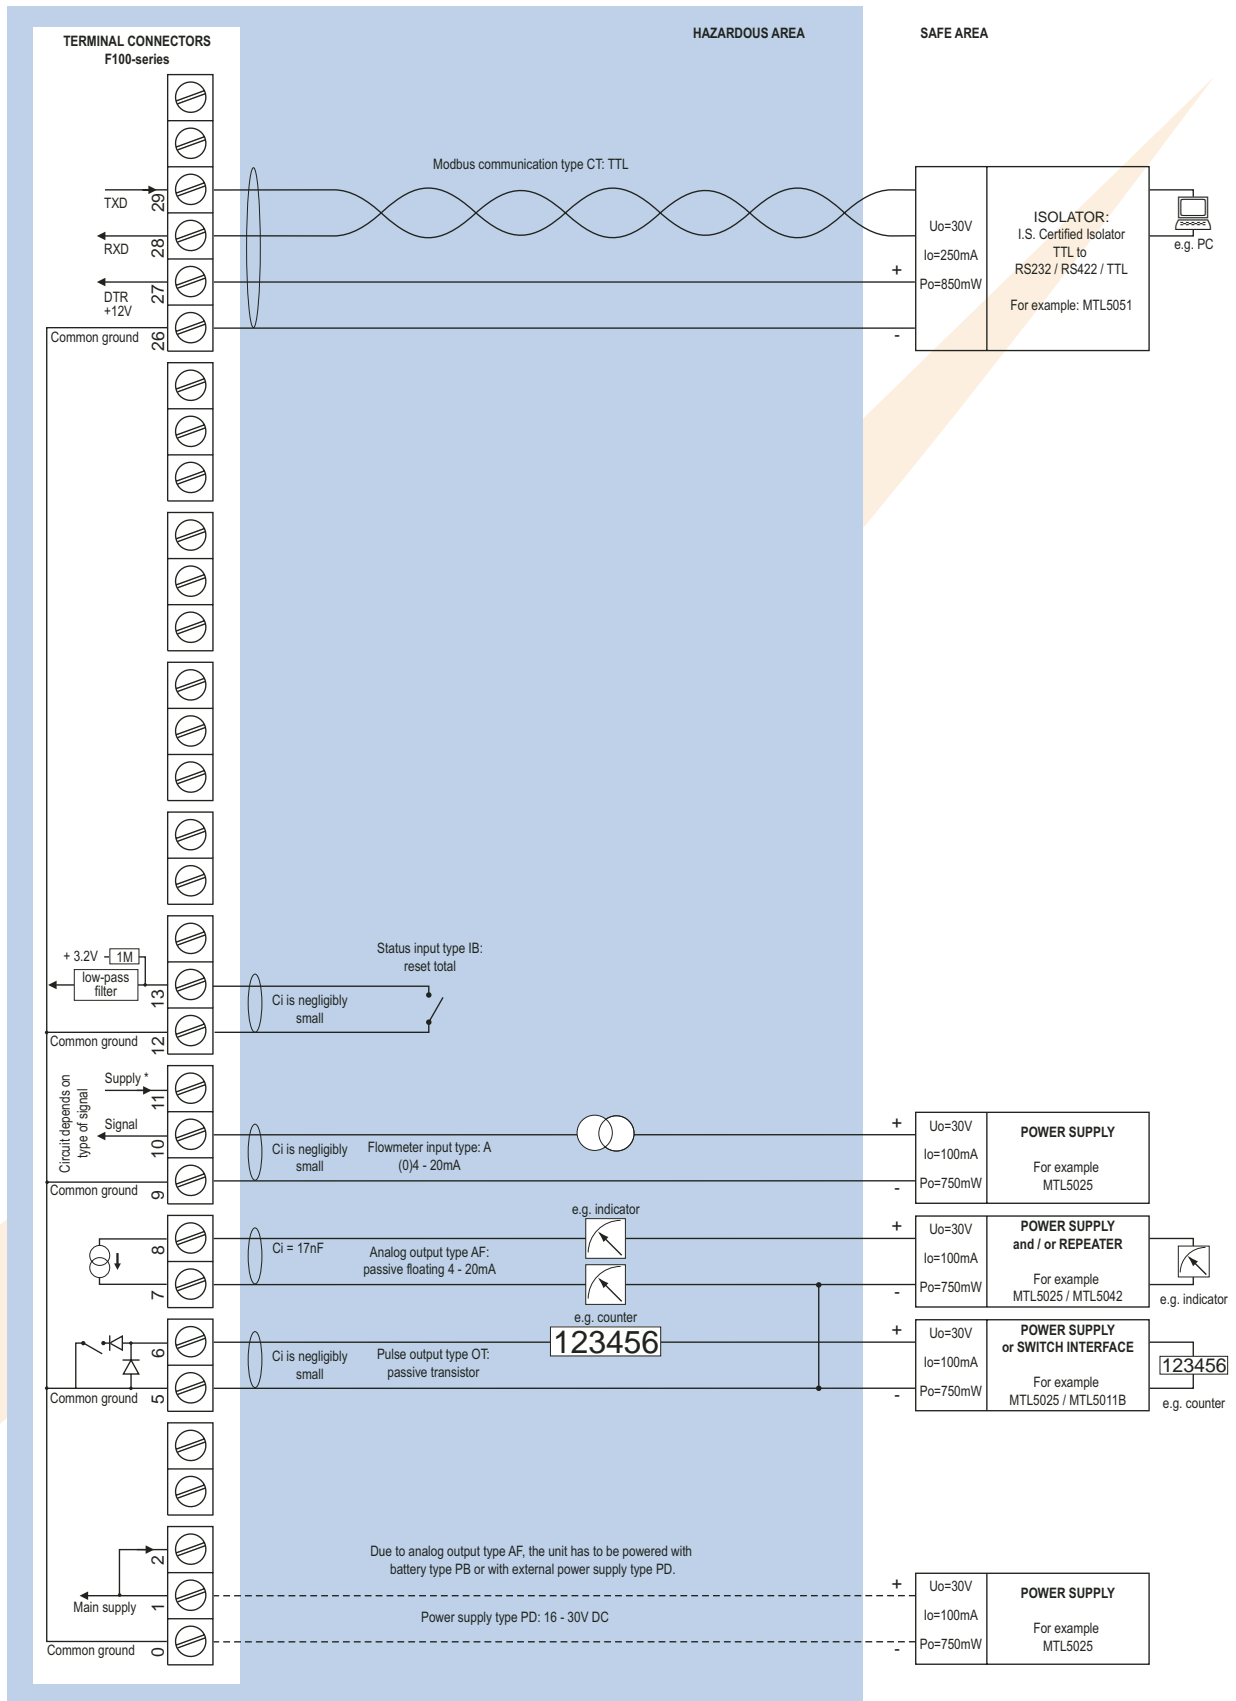 TERMINAL CONNECTORS
F100-series
HAZARDOUS AREA
SAFE AREA
Modbus communication type CT: TTL
TXD
29
RXD
28
DTR
+12V
27
Common ground
26
+
-
Uo=30V
Io=250mA
Po=850mW
ISOLATOR:
I.S. Certified Isolator
TTL to
RS232 / RS422 / TTL
For example: MTL5051
e.g. PC
+ 3.2V
1M
low-pass
filter
13
Common ground
12
Ci is negligibly
small
Status input type IB:
reset total
Circuit depends on
type of signal
Supply *
11
Signal
10
Common ground
9
Ci is negligibly
small
Flowmeter input type: A
(0)4 - 20mA
+
-
Uo=30V
Io=100mA
Po=750mW
POWER SUPPLY
For example
MTL5025
8
7
Ci = 17nF
Analog output type AF:
passive floating 4 - 20mA
e.g. indicator
+
-
Uo=30V
Io=100mA
Po=750mW
POWER SUPPLY
and / or REPEATER
For example
MTL5025 / MTL5042
e.g. indicator
6
Common ground
5
Ci is negligibly
small
Pulse output type OT:
passive transistor
e.g. counter
123456
+
-
Uo=30V
Io=100mA
Po=750mW
POWER SUPPLY
or SWITCH INTERFACE
For example
MTL5025 / MTL5011B
123456
e.g. counter
2
Main supply
1
Common ground
0
Due to analog output type AF, the unit has to be powered with
battery type PB or with external power supply type PD.
Power supply type PD: 16 - 30V DC
+
-
Uo=30V
Io=100mA
Po=750mW
POWER SUPPLY
For example
MTL5025